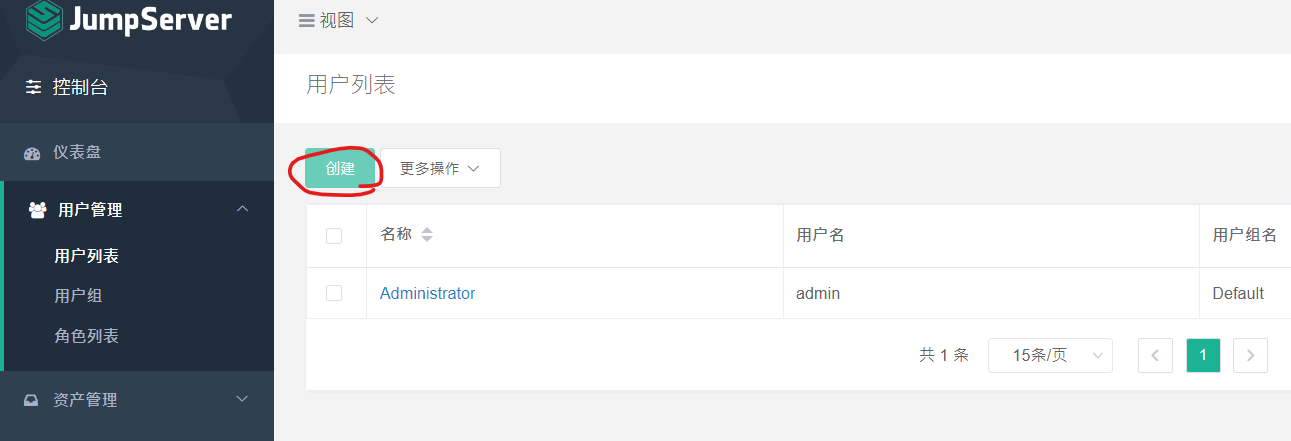 JumpServer
视图
控制台
用户列表
仪表盘
创建 更多操作
用户管理
用户列表
用户组
角色列表
资产管理
名称 用户名 用户组名
Administrator admin Default
共 1 条 15条/页 1